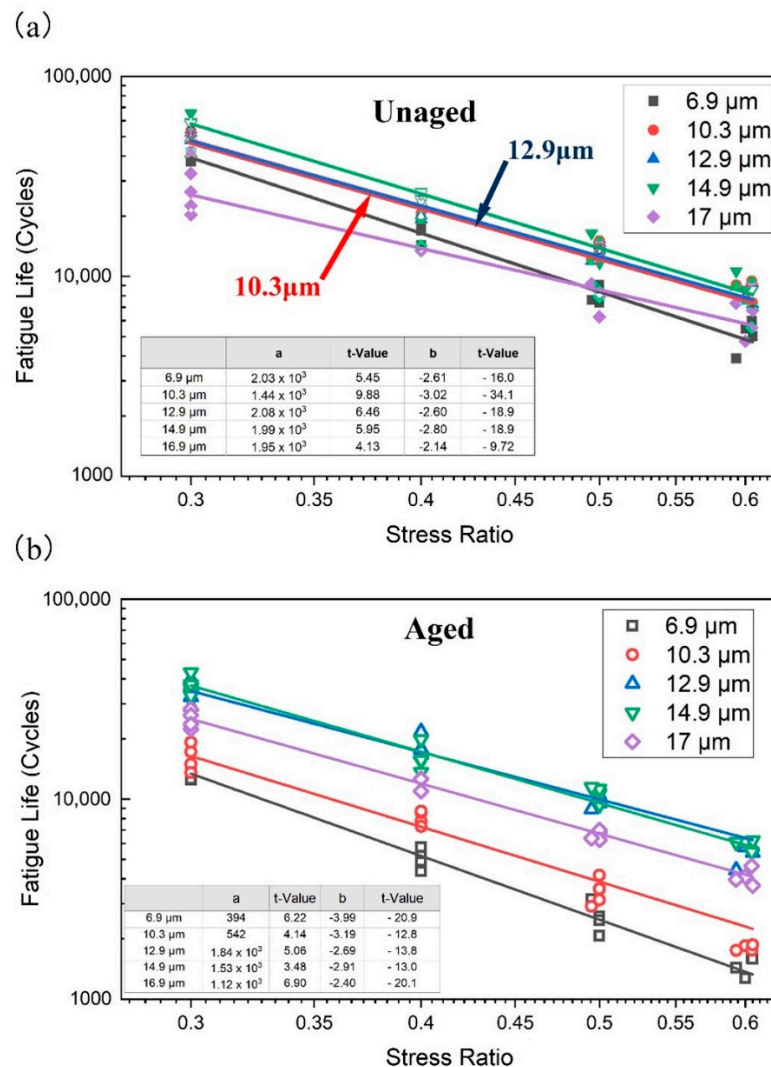 (a)
100,000
10,000
1000
Fatigue Life (Cycles)
Unaged
6.9 µm
10.3 µm
12.9 µm
14.9 µm
17 µm
12.9µm
10.3µm
a t-Value b t-Value
6.9 µm 2.03 x 10³ 5.45 -2.61 - 16.0
10.3 µm 1.44 x 10³ 9.88 -3.02 - 34.1
12.9 µm 2.08 x 10³ 6.46 -2.60 - 18.9
14.9 µm 1.99 x 10³ 5.95 -2.80 - 18.9
16.9 µm 1.95 x 10³ 4.13 -2.14 - 9.72
0.3 0.35 0.4 0.45 0.5 0.55 0.6
Stress Ratio
(b)
100,000
10,000
1000
Fatigue Life (Cycles)
Aged
6.9 µm
10.3 µm
12.9 µm
14.9 µm
17 µm
a t-Value b t-Value
6.9 µm 394 6.22 -3.99 - 20.9
10.3 µm 542 4.14 -3.19 - 12.8
12.9 µm 1.84 x 10³ 5.06 -2.69 - 13.8
14.9 µm 1.53 x 10³ 3.48 -2.91 - 13.0
16.9 µm 1.12 x 10³ 6.90 -2.40 - 20.1
0.3 0.35 0.4 0.45 0.5 0.55 0.6
Stress Ratio